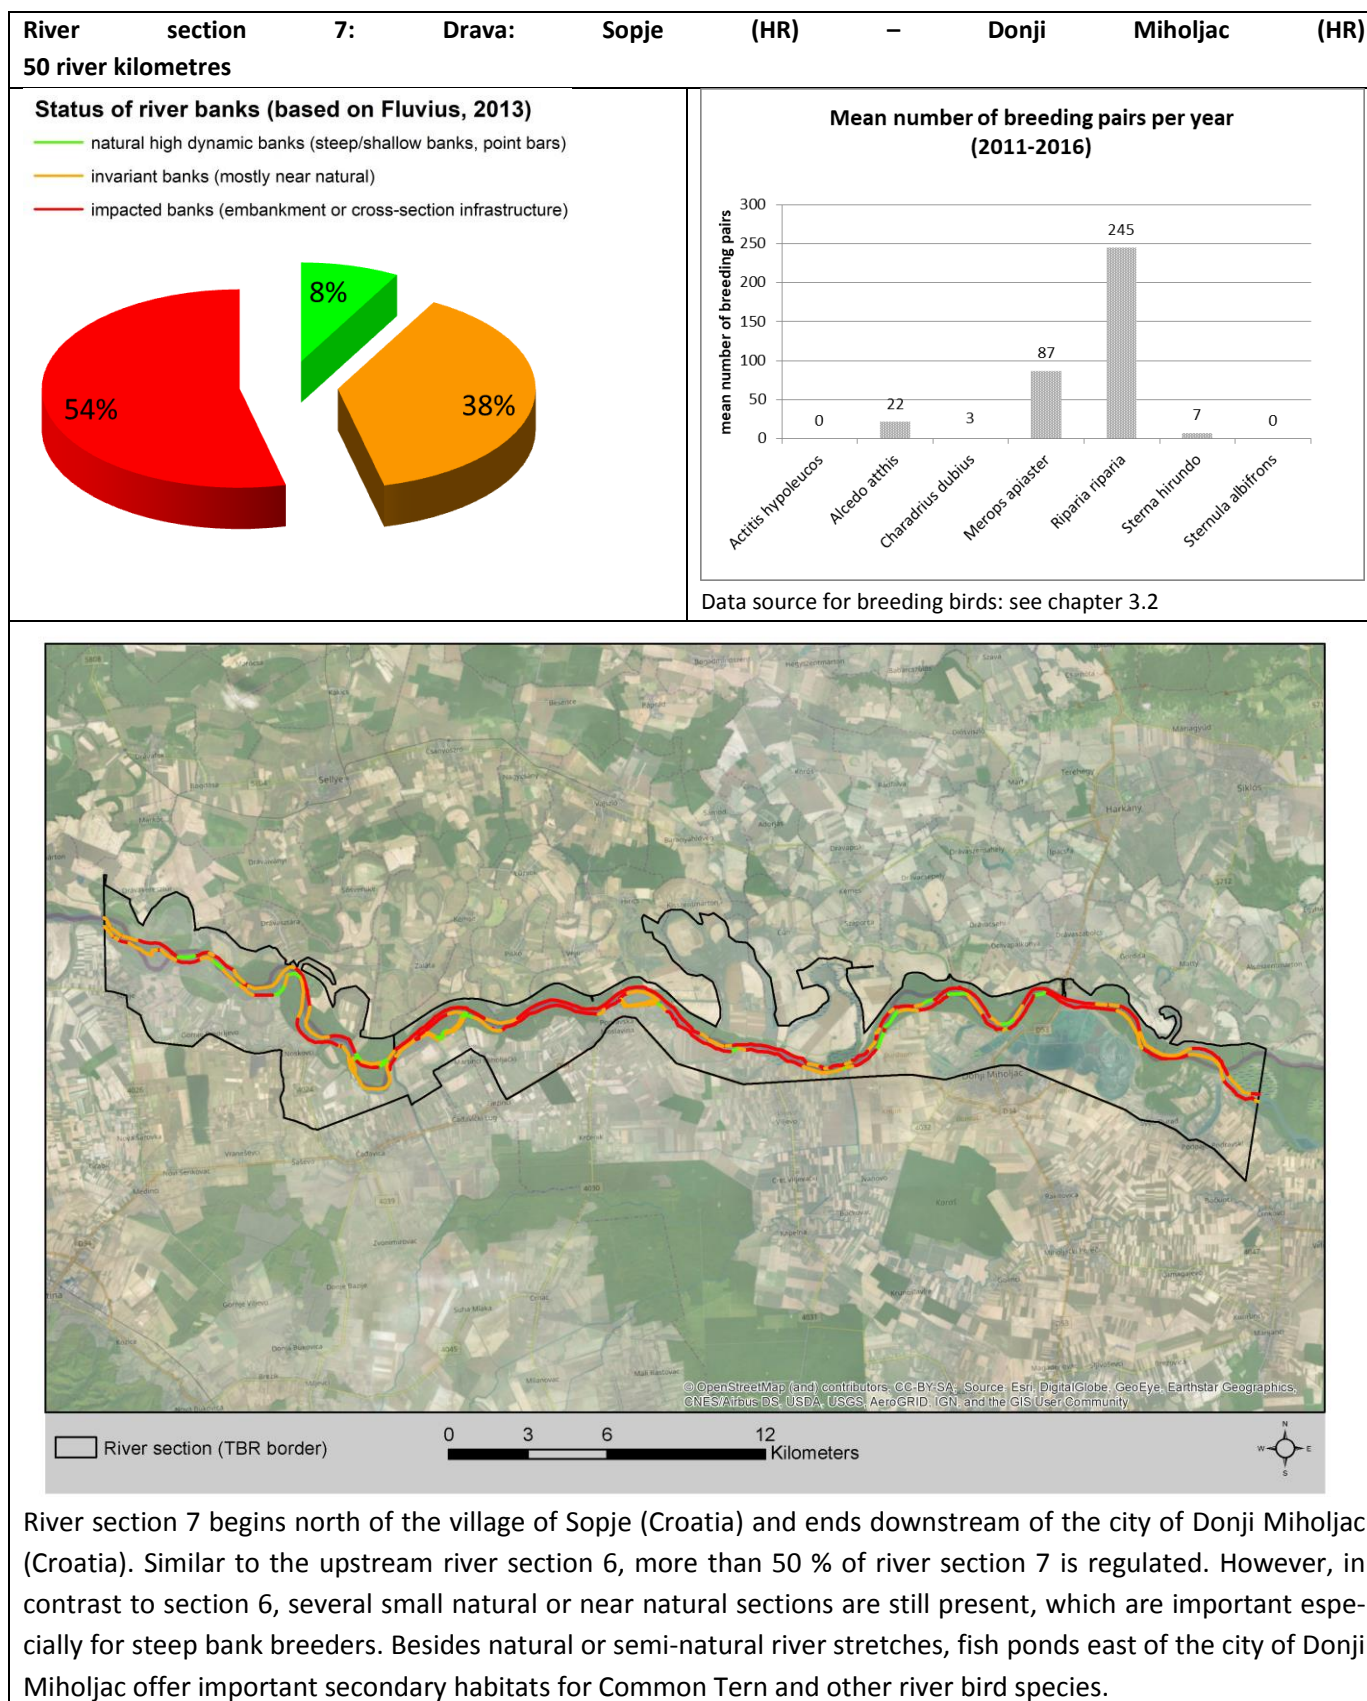 River section 7: Drava: Sopje (HR) – Donji Miholjac (HR)
50 river kilometres
Status of river banks (based on Fluvius, 2013)
natural high dynamic banks (steep/shallow banks, point bars)
invariant banks (mostly near natural)
impacted banks (embankment or cross-section infrastructure)
8%
54%
38%
Mean number of breeding pairs per year
(2011-2016)
mean number of breeding pairs
300
250
200
150
100
50
0
0
22
3
87
245
7
0
Actitis hypoleucos
Alcedo atthis
Charadrius dubius
Merops apiaster
Riparia riparia
Sterna hirundo
Sternula albifrons
Data source for breeding birds: see chapter 3.2
Sellye
Harkány
Siklós
Donji Miholjac
Čađavica
© OpenStreetMap (and) contributors, CC-BY-SA, Source: Esri, DigitalGlobe, GeoEye, Earthstar Geographics,
CNES/Airbus DS, USDA, USGS, AeroGRID, IGN, and the GIS User Community
River section (TBR border)
0 3 6 12
Kilometers
N
W E
S
River section 7 begins north of the village of Sopje (Croatia) and ends downstream of the city of Donji Miholjac
(Croatia). Similar to the upstream river section 6, more than 50 % of river section 7 is regulated. However, in
contrast to section 6, several small natural or near natural sections are still present, which are important espe-
cially for steep bank breeders. Besides natural or semi-natural river stretches, fish ponds east of the city of Donji
Miholjac offer important secondary habitats for Common Tern and other river bird species.